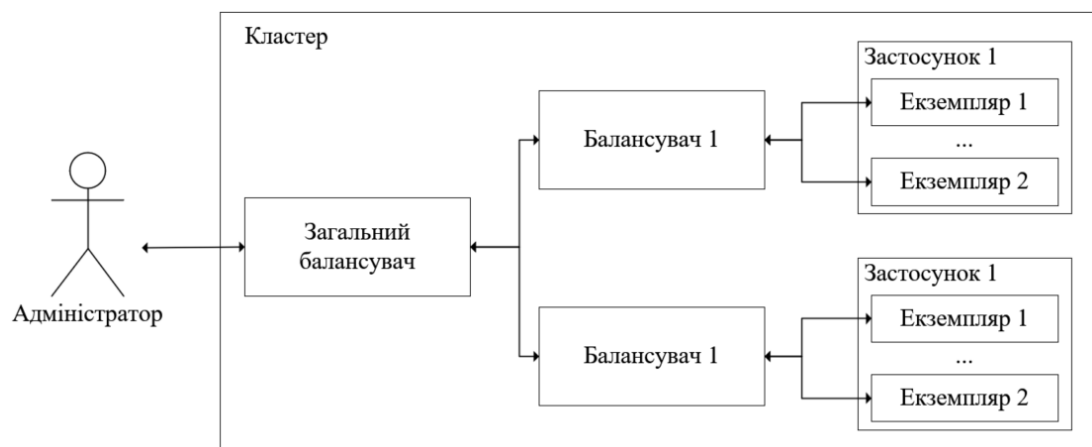 Кластер
Застосунок 1
Екземпляр 1
...
Екземпляр 2
Балансувач 1
Загальний
балансувач
Адміністратор
Балансувач 1
Застосунок 1
Екземпляр 1
...
Екземпляр 2